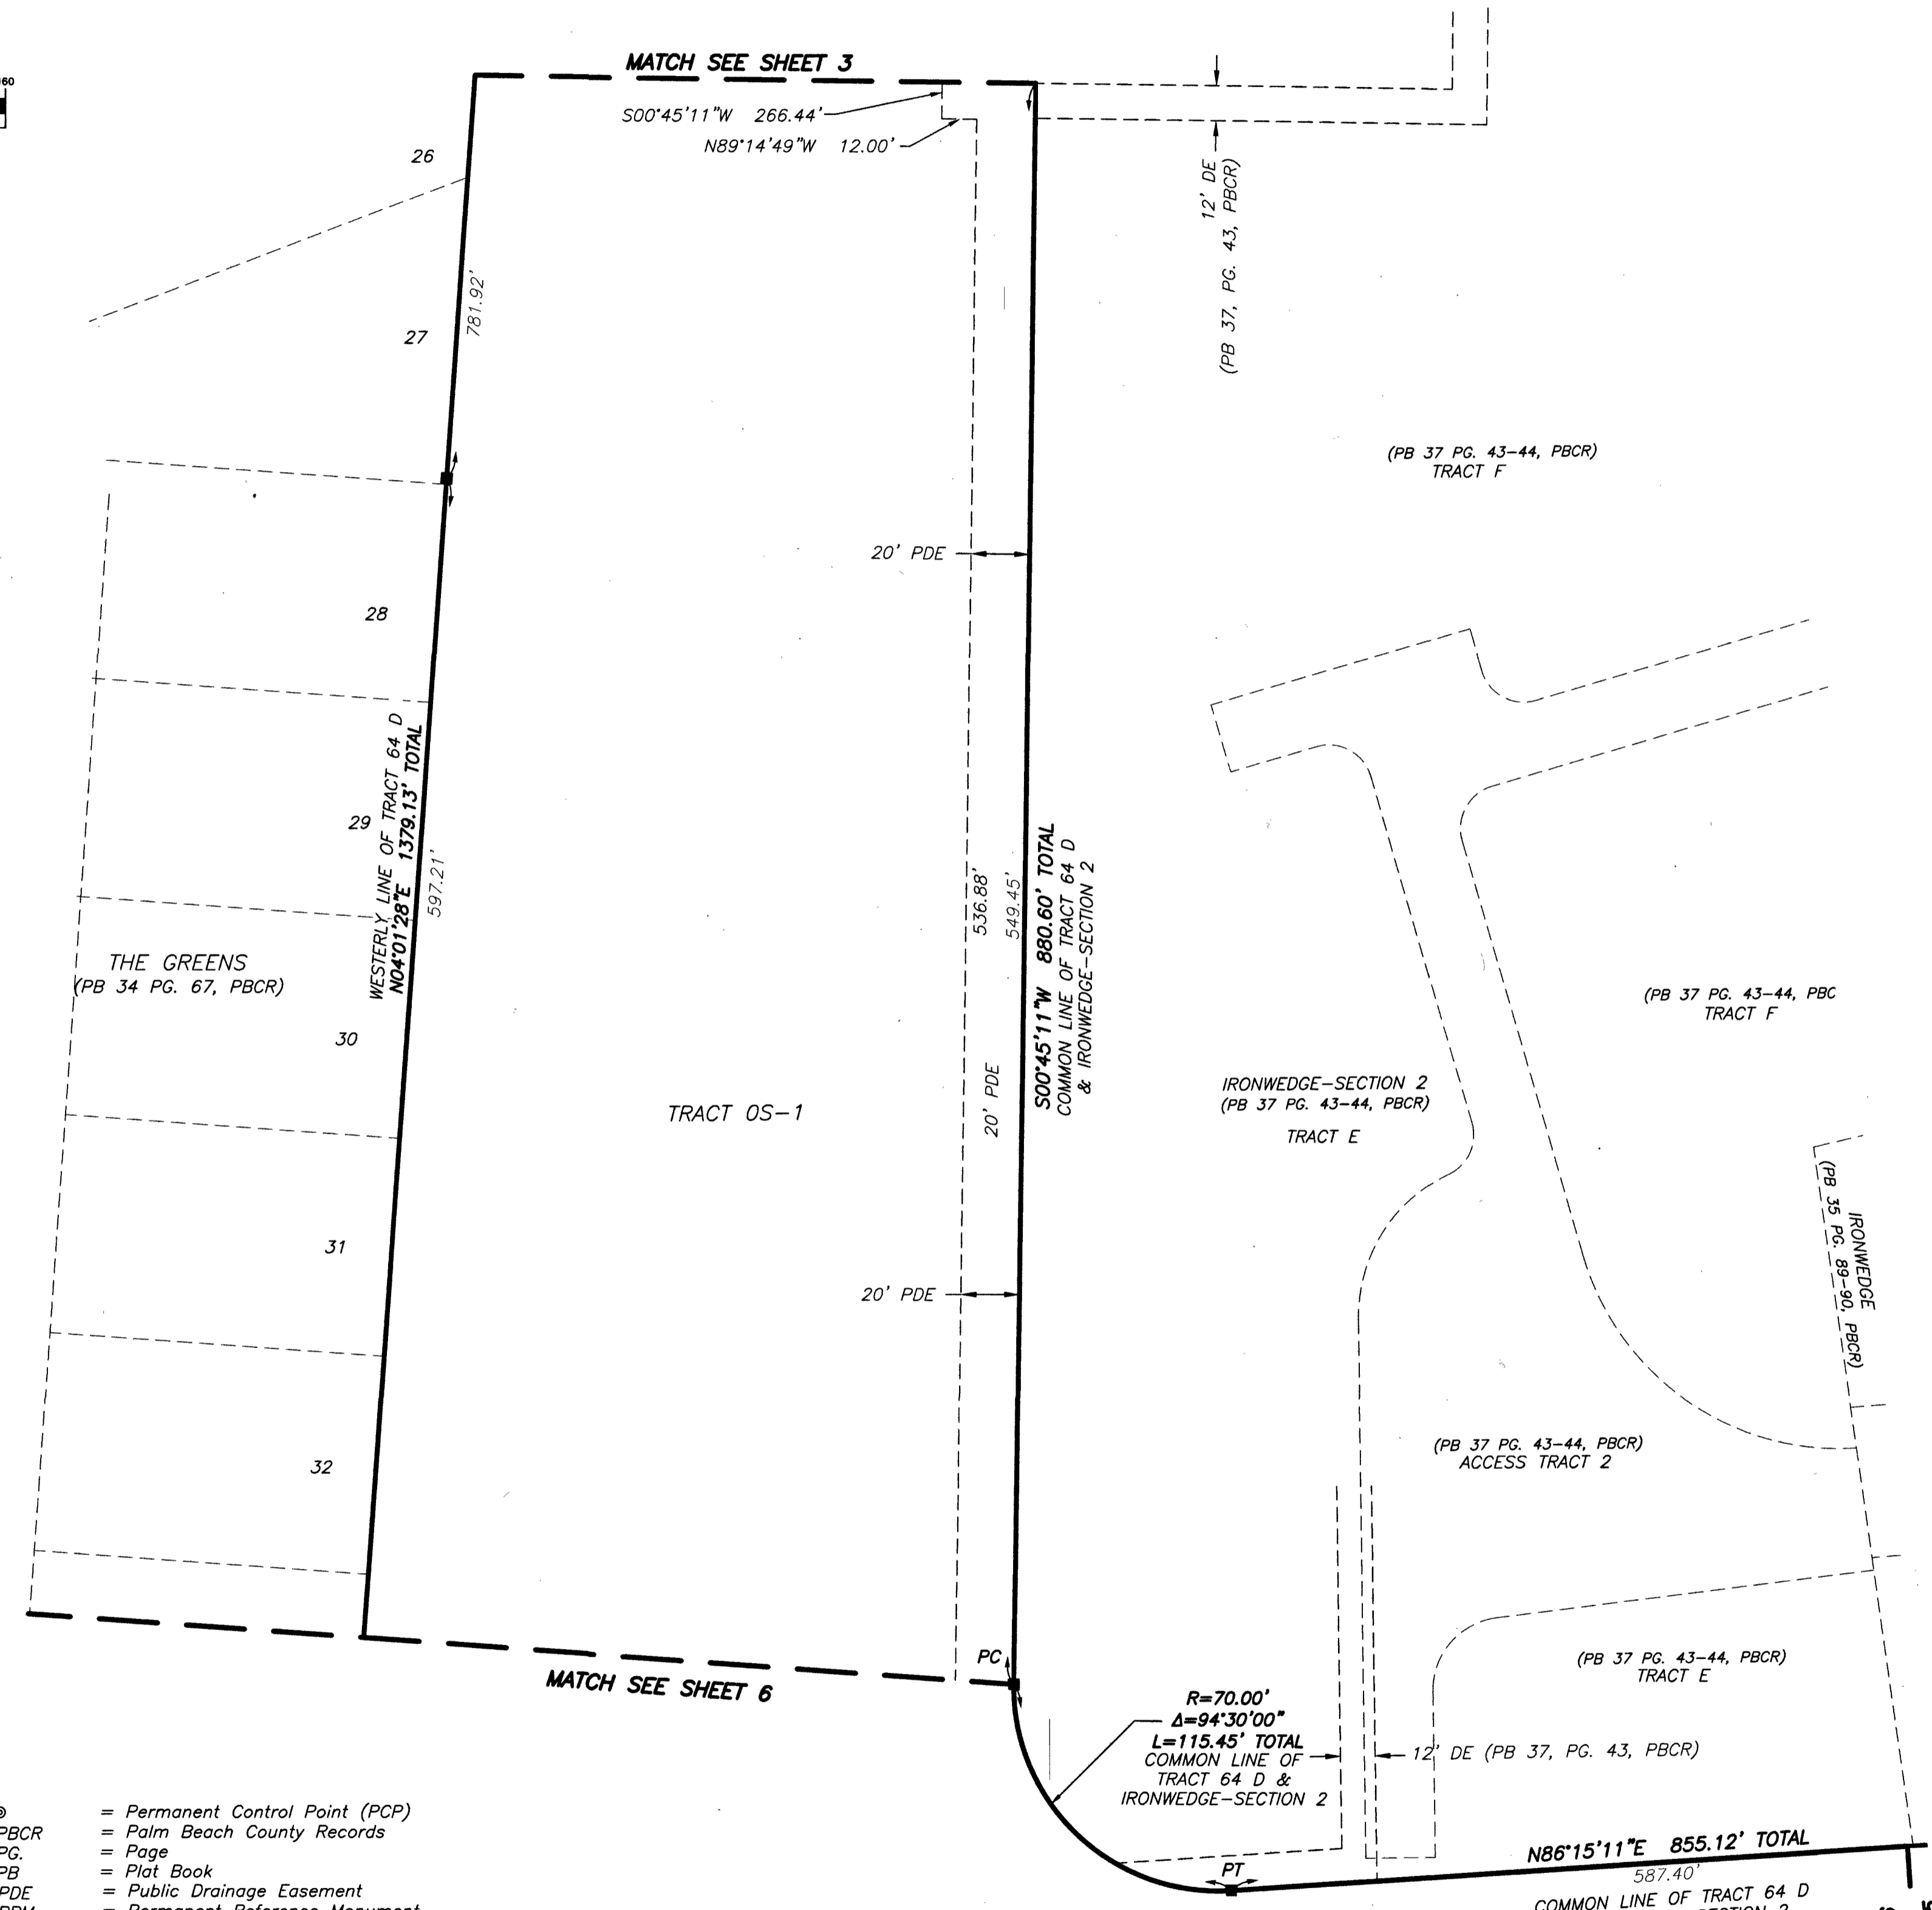 60
MATCH SEE SHEET 3
S00°45'11"W 266.44'
N89°14'49"W 12.00'
12' DE
(PB 37, PG. 43, PBCR)
26
27
781.92'
(PB 37 PG. 43-44, PBCR)
TRACT F
20' PDE
28
WESTERLY LINE OF TRACT 64 D
N04°01'28"E 1379.13' TOTAL
29
597.21'
536.88'
549.45'
S00°45'11"W 880.60' TOTAL
COMMON LINE OF TRACT 64 D
& IRONWEDGE-SECTION 2
THE GREENS
(PB 34 PG. 67, PBCR)
(PB 37 PG. 43-44, PBC
TRACT F
30
20' PDE
TRACT OS-1
IRONWEDGE-SECTION 2
(PB 37 PG. 43-44, PBCR)
TRACT E
31
IRONWEDGE
(PB 35 PG. 89-90, PBCR)
20' PDE
32
(PB 37 PG. 43-44, PBCR)
ACCESS TRACT 2
PC
MATCH SEE SHEET 6
(PB 37 PG. 43-44, PBCR)
TRACT E
R=70.00'
Δ=94°30'00"
L=115.45' TOTAL
COMMON LINE OF
TRACT 64 D &
IRONWEDGE-SECTION 2
12' DE (PB 37, PG. 43, PBCR)
PT
N86°15'11"E 855.12' TOTAL
587.40'
COMMON LINE OF TRACT 64 D
= Permanent Control Point (PCP)
PBCR = Palm Beach County Records
PG. = Page
PB = Plat Book
PDE = Public Drainage Easement
= Permanent Reference Monument